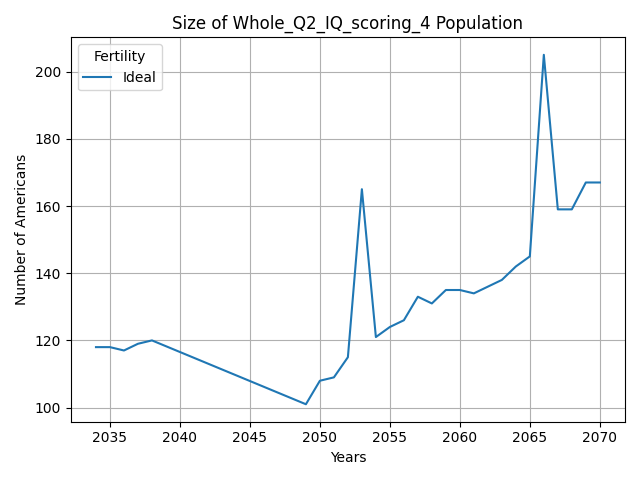 Size of Whole_Q2_IQ_scoring_4 Population
Fertility
Ideal
Number of Americans
200
180
160
140
120
100
2035 2040 2045 2050 2055 2060 2065 2070
Years